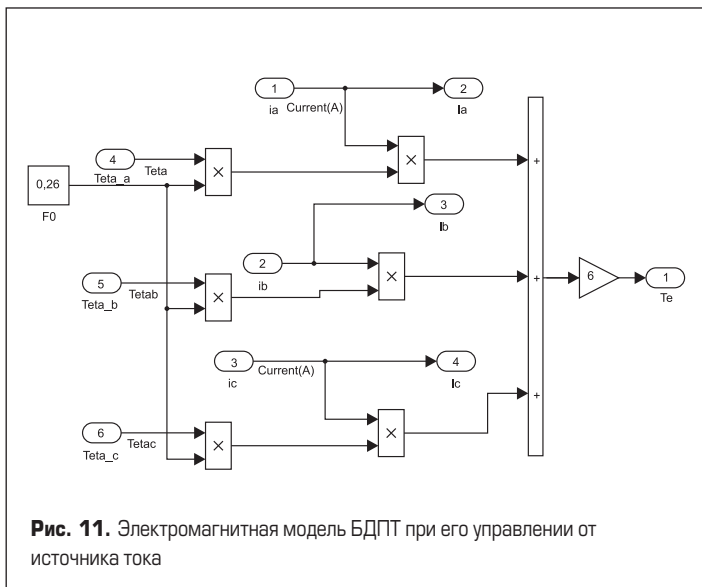 1
ia
Current(A)
2
Ia
4
Teta_a
Teta
×
×
+
0,26
F0
3
Ib
2
ib
×
5
Teta_b
Tetab
×
+
6
1
Te
3
ic
Current(A)
4
Ic
+
6
Teta_c
Tetac
×
×
Рис. 11. Электромагнитная модель БДПТ при его управлении от
источника тока